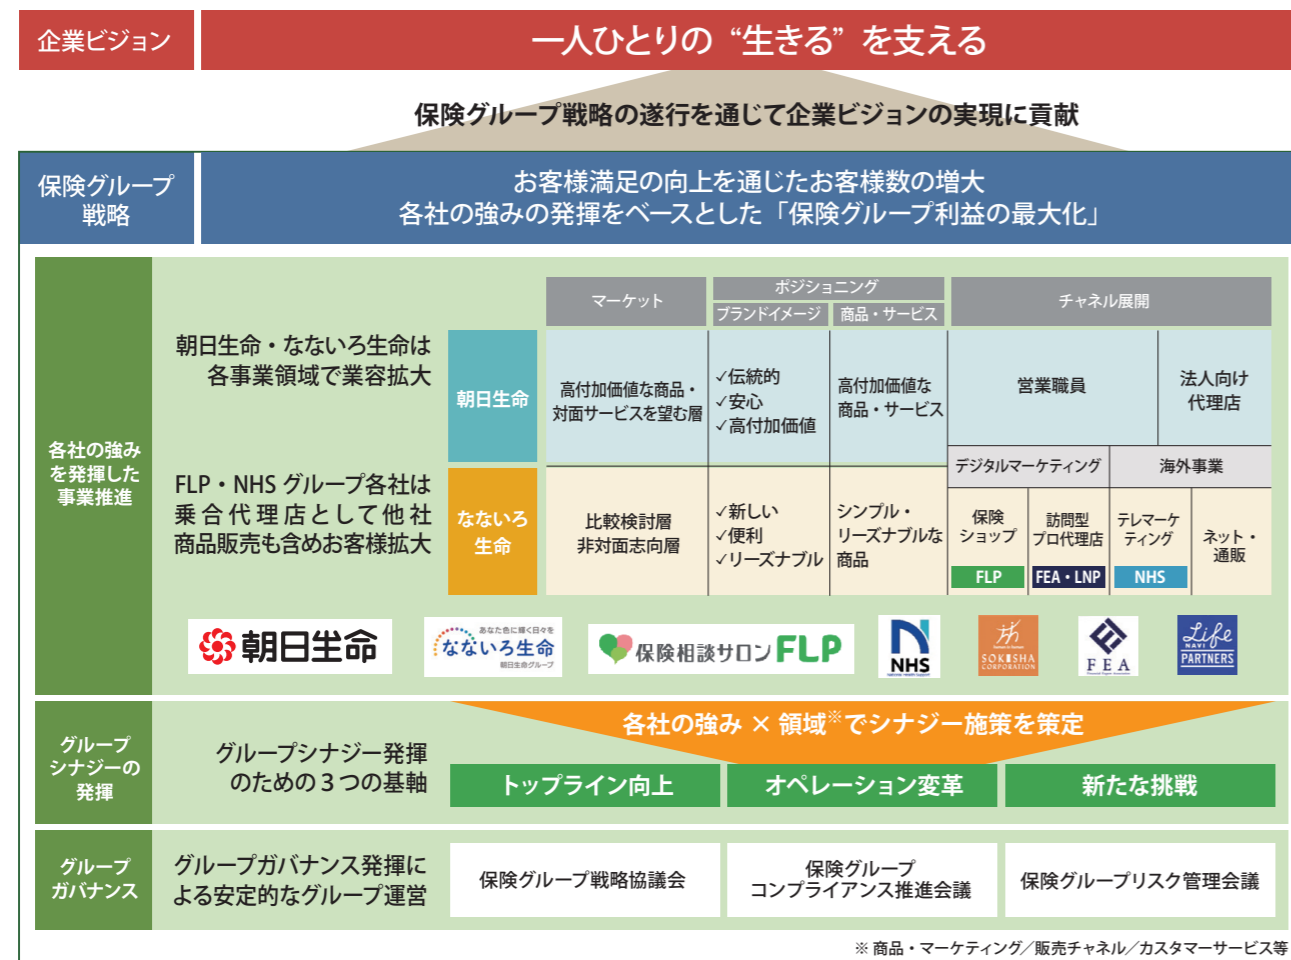 企業ビジョン
一人ひとりの“生きる”を支える
保険グループ戦略の遂行を通じて企業ビジョンの実現に貢献
保険グループ
戦略
お客様満足の向上を通じたお客様数の増大
各社の強みの発揮をベースとした「保険グループ利益の最大化」
各社の強み
を発揮した
事業推進
朝日生命・なないろ生命は
各事業領域で業容拡大
FLP・NHS グループ各社は
乗合代理店として他社
商品販売も含めお客様拡大
マーケット
ポジショニング
ブランドイメージ
商品・サービス
チャネル展開
朝日生命
高付加価値な商品・
対面サービスを望む層
✓伝統的
✓安心
✓高付加価値
高付加価値な
商品・サービス
営業職員
法人向け
代理店
デジタルマーケティング
海外事業
なないろ
生命
比較検討層
非対面志向層
✓新しい
✓便利
✓リーズナブル
シンプル・
リーズナブルな
商品
保険
ショップ
FLP
訪問型
プロ代理店
FEA・LNP
テレマーケ
ティング
NHS
ネット・
通販
朝日生命
あなた色に輝く日々を
なないろ生命
朝日生命グループ
保険相談サロンFLP
NHS
SOKESHA
CORPORATION
FEA
Life
NAVI
PARTNERS
グループ
シナジーの
発揮
グループシナジー発揮
のための3つの基軸
各社の強み × 領域※でシナジー施策を策定
トップライン向上
オペレーション変革
新たな挑戦
グループ
ガバナンス
グループガバナンス発揮に
よる安定的なグループ運営
保険グループ戦略協議会
保険グループ
コンプライアンス推進会議
保険グループリスク管理会議
※ 商品・マーケティング／販売チャネル／カスタマーサービス等